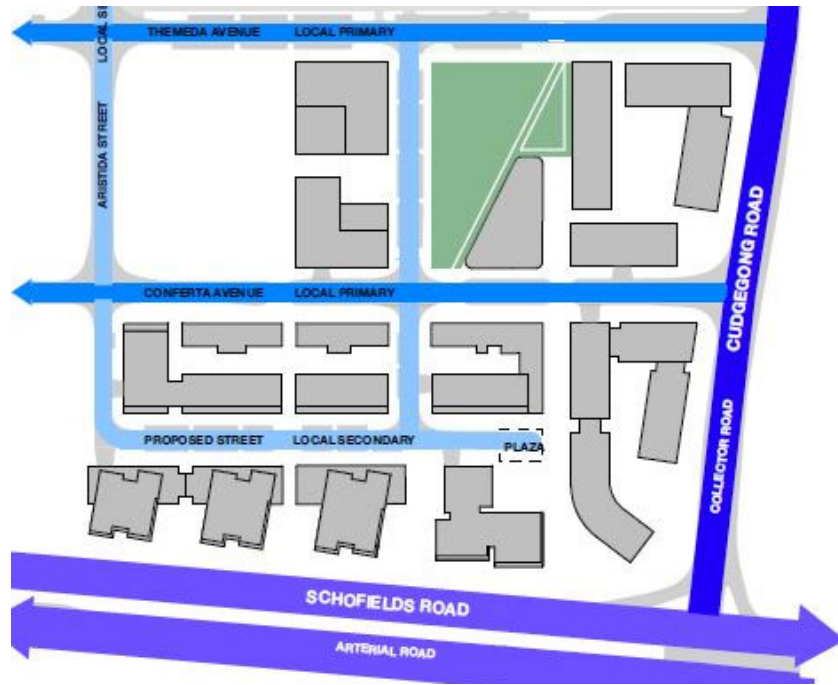 LOCAL SE
THEMEDA AVENUE LOCAL PRIMARY
ARISTIDA STREET
CUDGEGONG ROAD
CONFERTA AVENUE LOCAL PRIMARY
COLLECTOR ROAD
PROPOSED STREET LOCAL SECONDARY
PLAZA
SCHOFIELDS ROAD
ARTERIAL ROAD